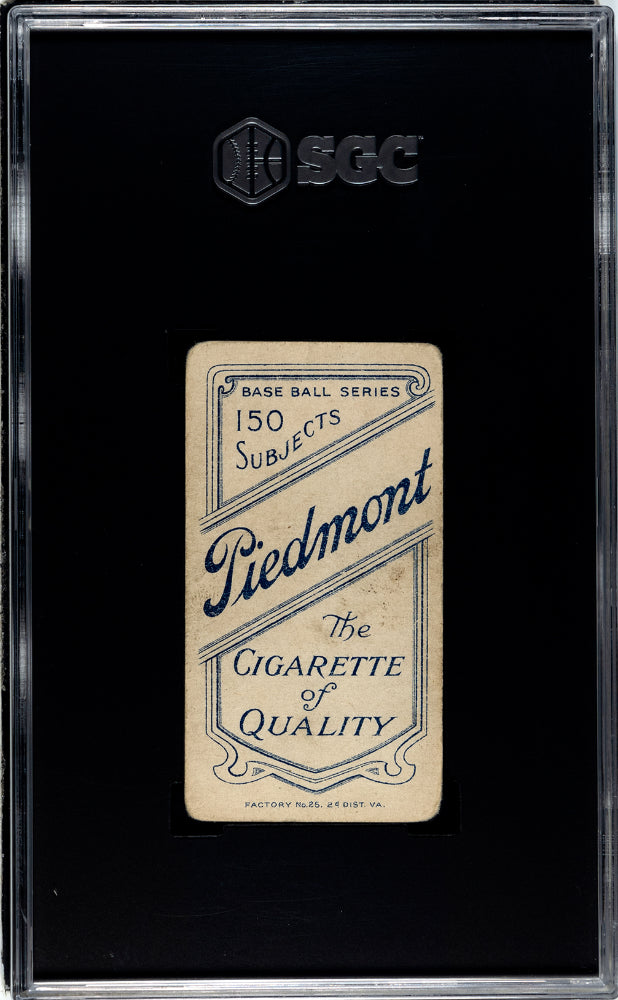 SGC
BASE BALL SERIES
150
SUBJECTS
Piedmont
The
CIGARETTE
of
QUALITY
FACTORY No. 25. 2d DIST. VA.